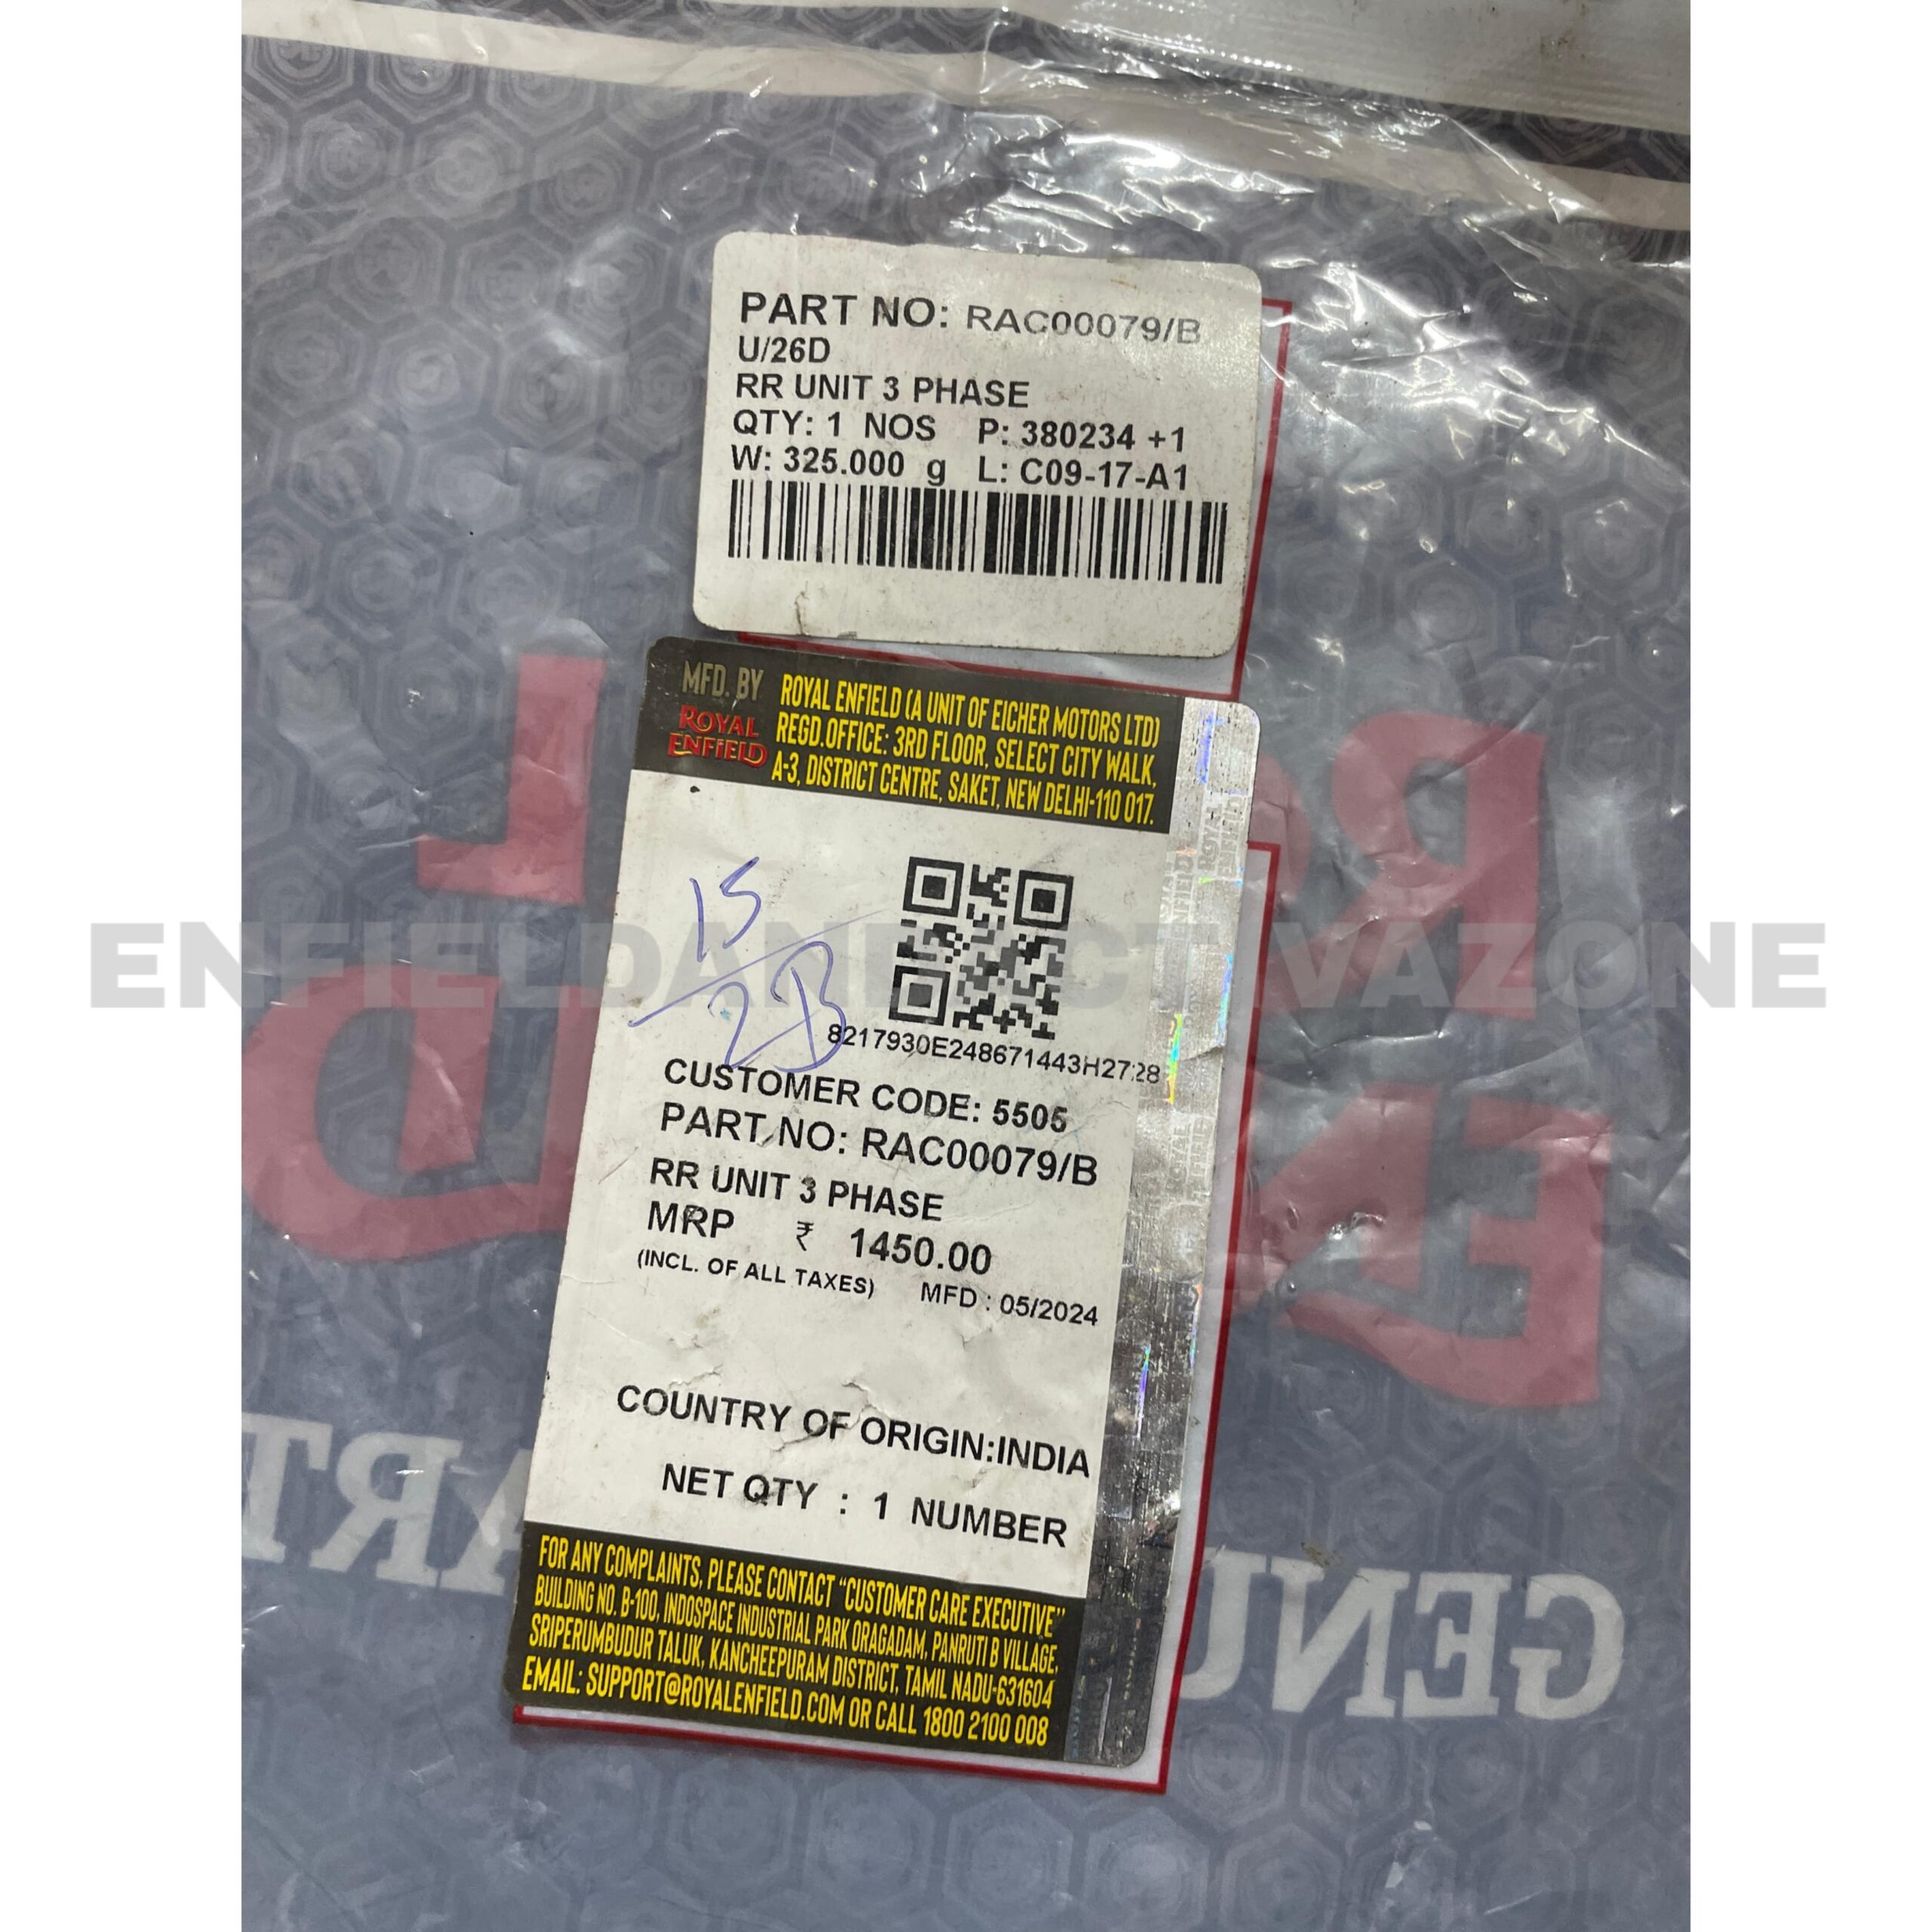 PART NO: RAC00079/B
U/26D
RR UNIT 3 PHASE
QTY: 1 NOS P: 380234 +1
W: 325.000 g L: C09-17-A1
MFD. BY
ROYAL
ENFIELD
ROYAL ENFIELD (A UNIT OF EICHER MOTORS LTD)
REGD.OFFICE: 3RD FLOOR, SELECT CITY WALK,
A-3, DISTRICT CENTRE, SAKET, NEW DELHI-110 017.
15
2B
8217930E248671443H2728
CUSTOMER CODE: 5505
PART NO: RAC00079/B
RR UNIT 3 PHASE
MRP ₹ 1450.00
(INCL. OF ALL TAXES) MFD : 05/2024
COUNTRY OF ORIGIN:INDIA
NET QTY : 1 NUMBER
FOR ANY COMPLAINTS, PLEASE CONTACT "CUSTOMER CARE EXECUTIVE"
BUILDING NO. B-100, INDOSPACE INDUSTRIAL PARK ORAGADAM, PANRUTI B VILLAGE,
SRIPERUMBUDUR TALUK, KANCHEEPURAM DISTRICT, TAMIL NADU-631604
EMAIL: SUPPORT@ROYALENFIELD.COM OR CALL 1800 2100 008